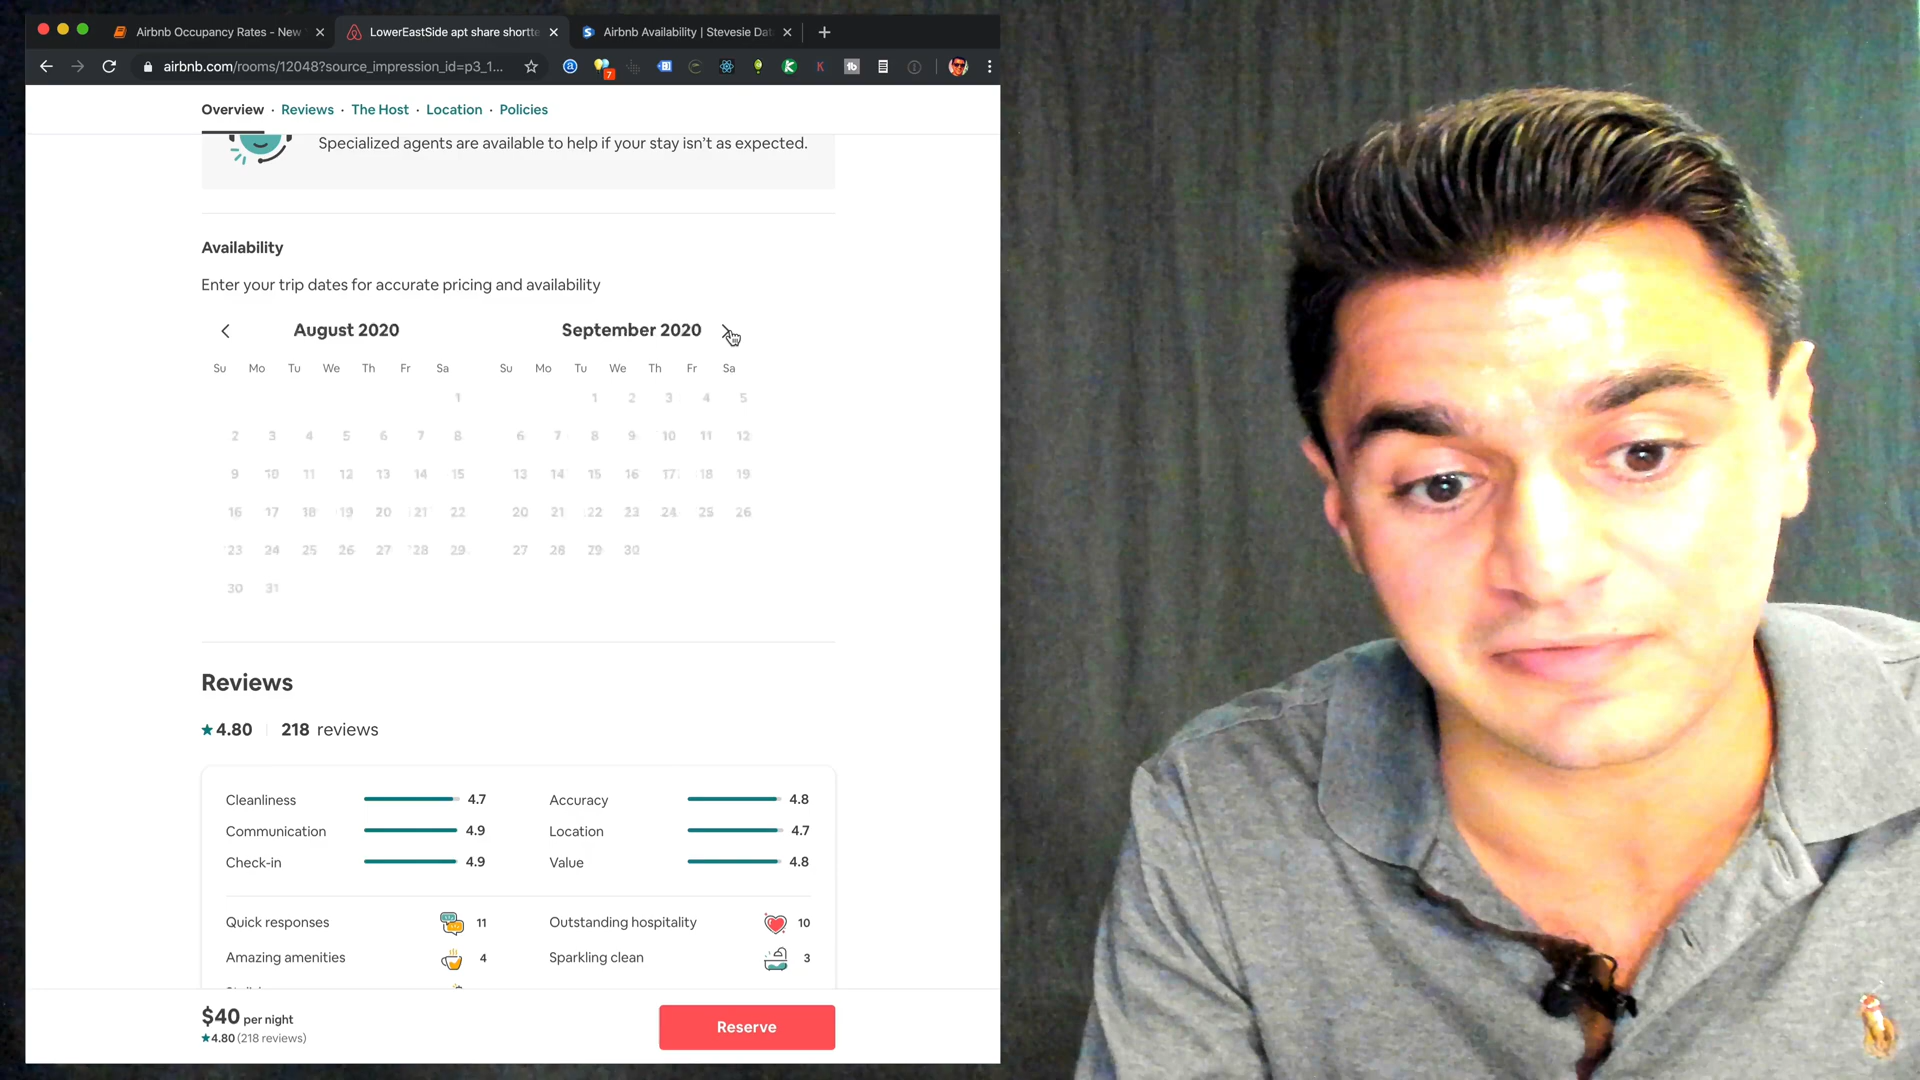 Airbnb Occupancy Rates - New
LowerEastSide apt share shortte
Airbnb Availability | Stevesie Dat
airbnb.com/rooms/12048?source_impression_id=p3_1...
7
Overview · Reviews · The Host · Location · Policies
Specialized agents are available to help if your stay isn't as expected.
Availability
Enter your trip dates for accurate pricing and availability
August 2020
September 2020
Su Mo Tu We Th Fr Sa
Su Mo Tu We Th Fr Sa
1
1 2 3 4 5
2 3 4 5 6 7 8
6 7 8 9 10 11 12
9 10 11 12 13 14 15
13 14 15 16 17 18 19
16 17 18 19 20 21 22
20 21 22 23 24 25 26
23 24 25 26 27 28 29
27 28 29 30
30 31
Reviews
4.80 218 reviews
Cleanliness 4.7
Accuracy 4.8
Communication 4.9
Location 4.7
Check-in 4.9
Value 4.8
Quick responses 11
Outstanding hospitality 10
Amazing amenities 4
Sparkling clean 3
$40 per night
4.80 (218 reviews)
Reserve